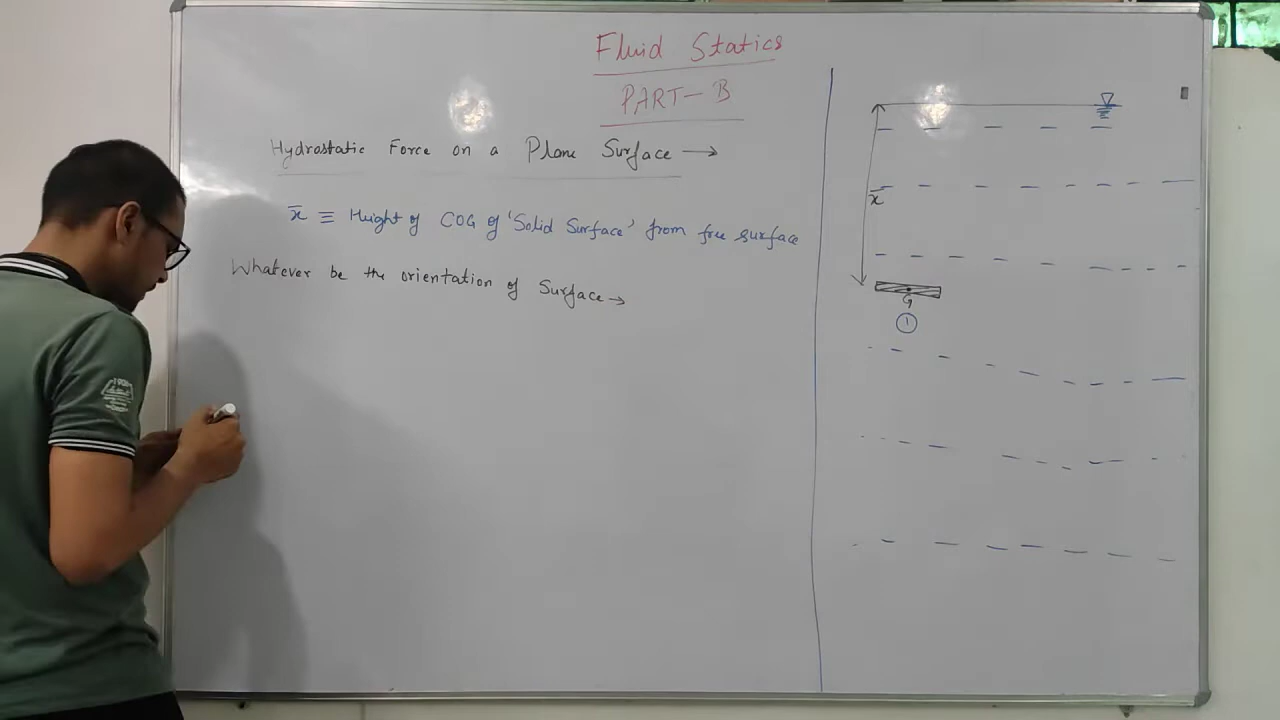 Fluid Statics
PART-B
Hydrostatic Force on a Plane Surface →
x̄ ≡ Height of COG of 'Solid Surface' from free surface
Whatever be the orientation of Surface →
x̄
G
1